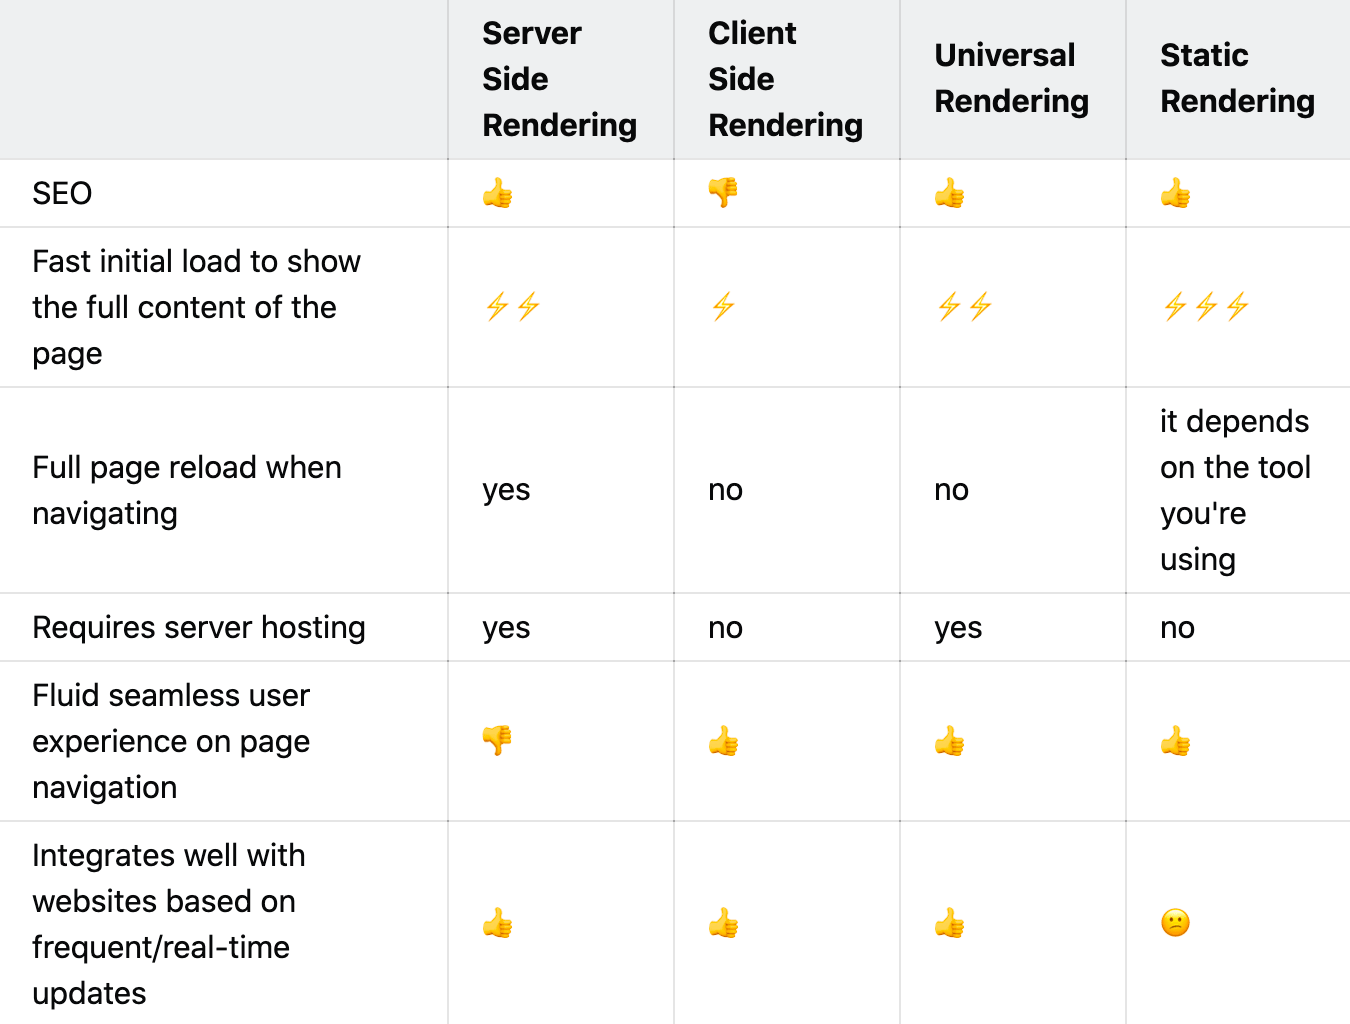 Server
Side
Rendering
Client
Side
Rendering
Universal
Rendering
Static
Rendering
SEO
👍
👎
👍
👍
Fast initial load to show
the full content of the
page
⚡⚡
⚡
⚡⚡
⚡⚡⚡
Full page reload when
navigating
yes
no
no
it depends
on the tool
you're
using
Requires server hosting
yes
no
yes
no
Fluid seamless user
experience on page
navigation
👎
👍
👍
👍
Integrates well with
websites based on
frequent/real-time
updates
👍
👍
👍
😕